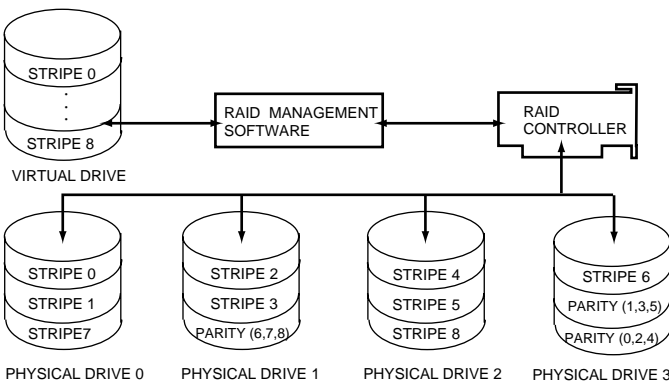 STRIPE 0
STRIPE 8
VIRTUAL DRIVE
RAID MANAGEMENT
SOFTWARE
RAID
CONTROLLER
STRIPE 0
STRIPE 1
STRIPE7
PHYSICAL DRIVE 0
STRIPE 2
STRIPE 3
PARITY (6,7,8)
PHYSICAL DRIVE 1
STRIPE 4
STRIPE 5
STRIPE 8
PHYSICAL DRIVE 2
STRIPE 6
PARITY (1,3,5)
PARITY (0,2,4)
PHYSICAL DRIVE 3